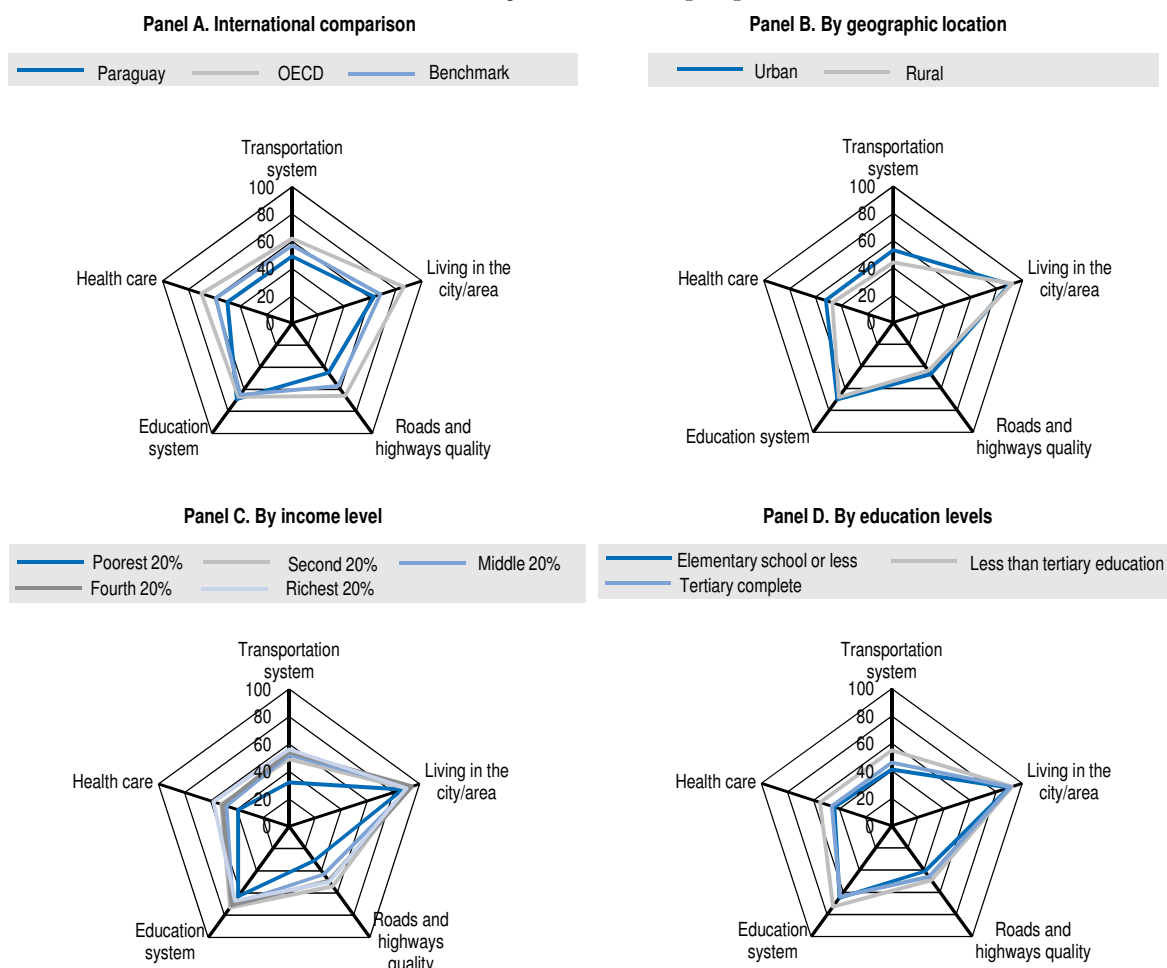 Panel A. International comparison
Paraguay OECD Benchmark
Transportation
system
100
80
60
40
20
0
Health care
Living in the
city/area
Education
system
Roads and
highways quality
Panel B. By geographic location
Urban Rural
Transportation
system
100
80
60
40
20
0
Health care
Living in the
city/area
Education system
Roads and
highways quality
Panel C. By income level
Poorest 20% Second 20% Middle 20%
Fourth 20% Richest 20%
Transportation
system
100
80
60
40
20
0
Health care
Living in the
city/area
Education
system
Roads and
highways
quality
Panel D. By education levels
Elementary school or less Less than tertiary education
Tertiary complete
Transportation
system
100
80
60
40
20
0
Health care
Living in the
city/area
Education
system
Roads and
highways quality